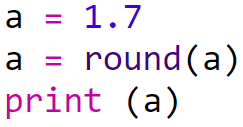 a = 1.7
a = round(a)
print (a)